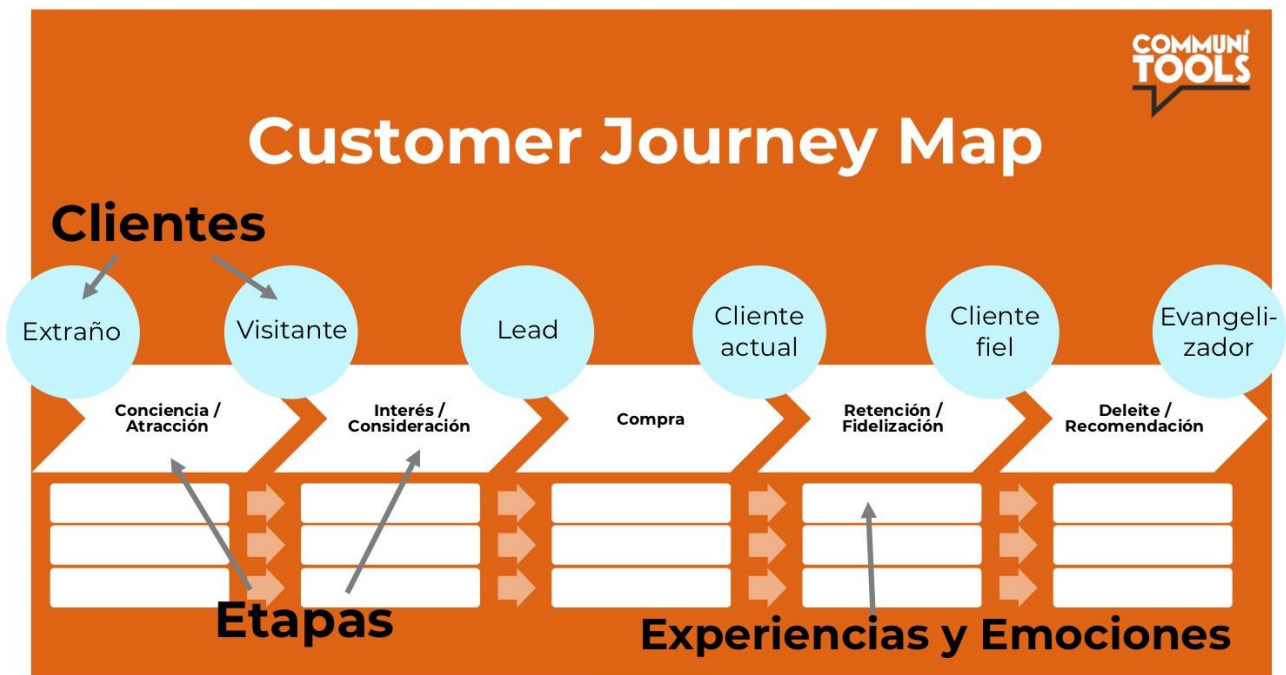 COMMUNÍ
TOOLS
Customer Journey Map
Clientes
Extraño
Visitante
Lead
Cliente
actual
Cliente
fiel
Evangeli-
zador
Conciencia /
Atracción
Interés /
Consideración
Compra
Retención /
Fidelización
Deleite /
Recomendación
Etapas
Experiencias y Emociones